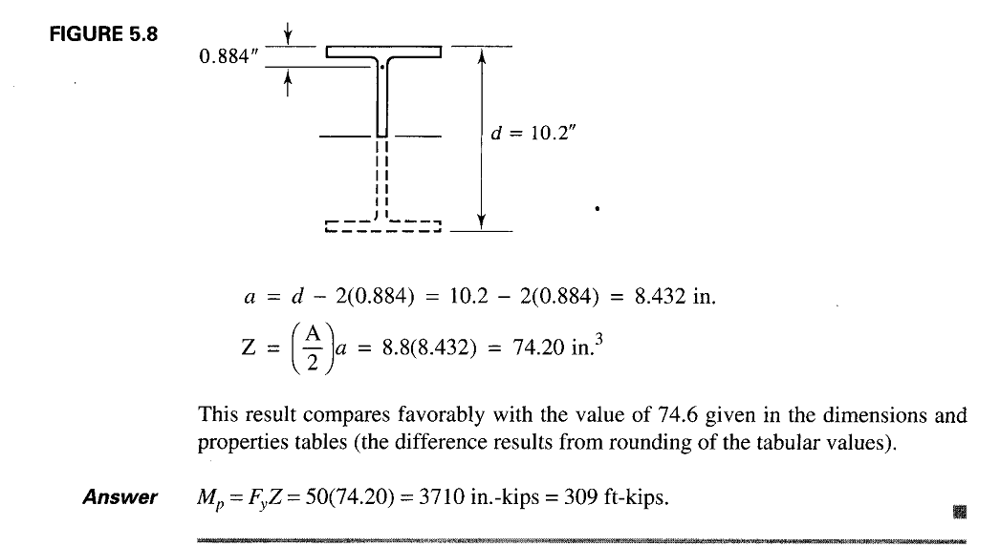 FIGURE 5.8
0.884"
d = 10.2"
a = d − 2(0.884) = 10.2 − 2(0.884) = 8.432 in.
Z = (A/2)a = 8.8(8.432) = 74.20 in.³
This result compares favorably with the value of 74.6 given in the dimensions and
properties tables (the difference results from rounding of the tabular values).
Answer M_p = F_yZ = 50(74.20) = 3710 in.-kips = 309 ft-kips.